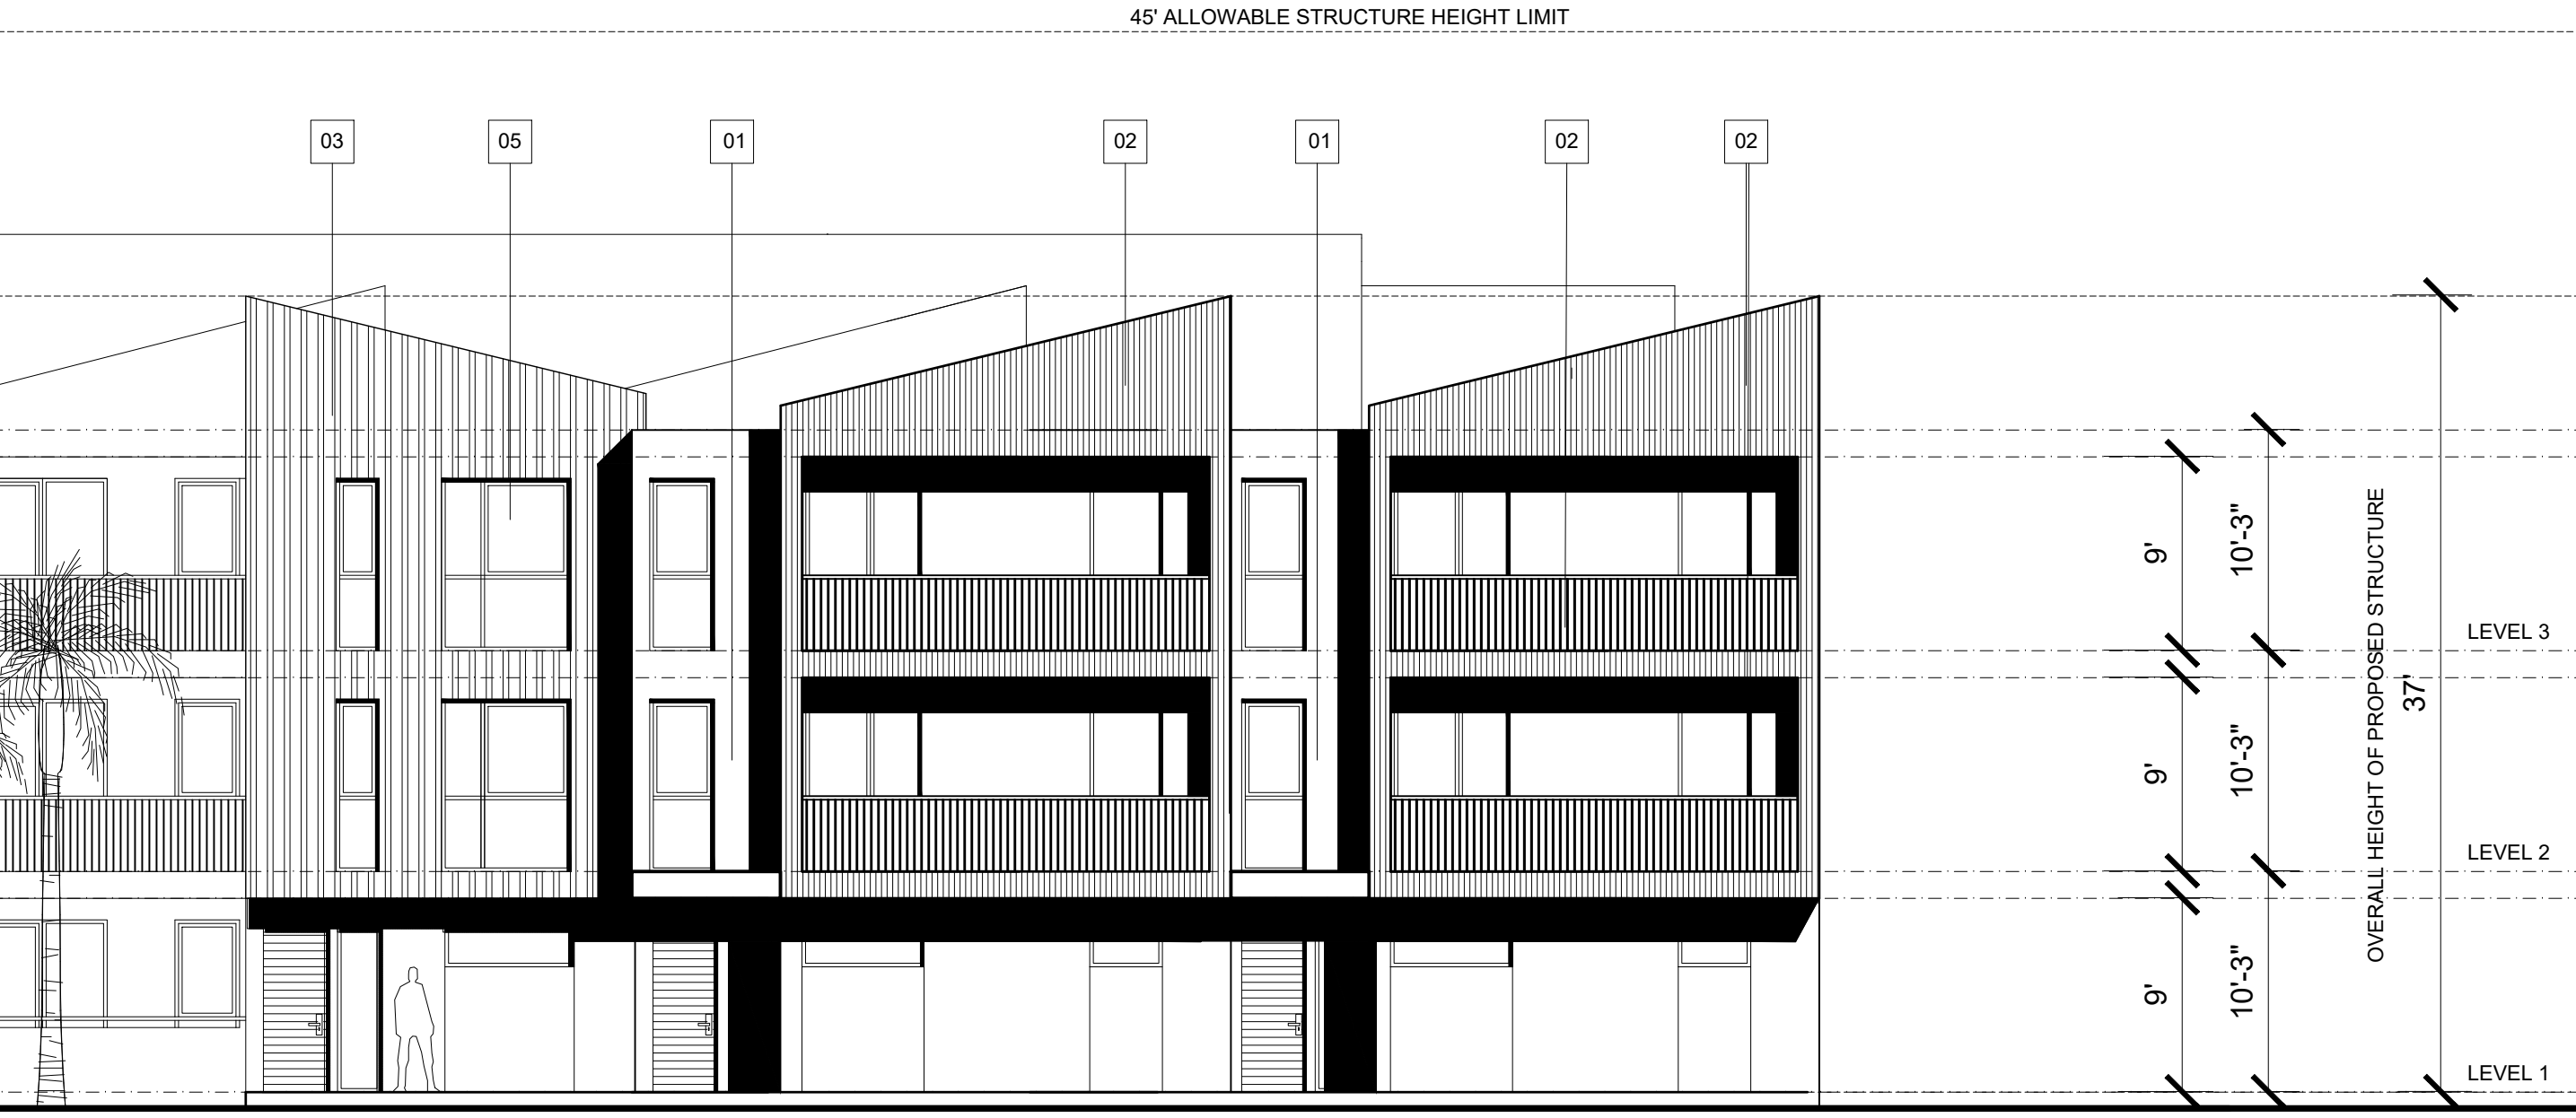 45' ALLOWABLE STRUCTURE HEIGHT LIMIT
03
05
01
02
01
02
02
9'
10'-3"
LEVEL 3
9'
10'-3"
OVERALL HEIGHT OF PROPOSED STRUCTURE
37'
LEVEL 2
9'
10'-3"
LEVEL 1